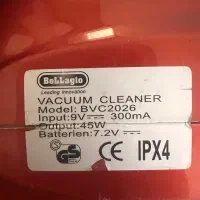 BeLLagio
Leading Innovation
VACUUM CLEANER
Model: BVC2026
Input:9V⎓ 300mA
Output:45W
Batterien:7.2V⎓
CE IPX4